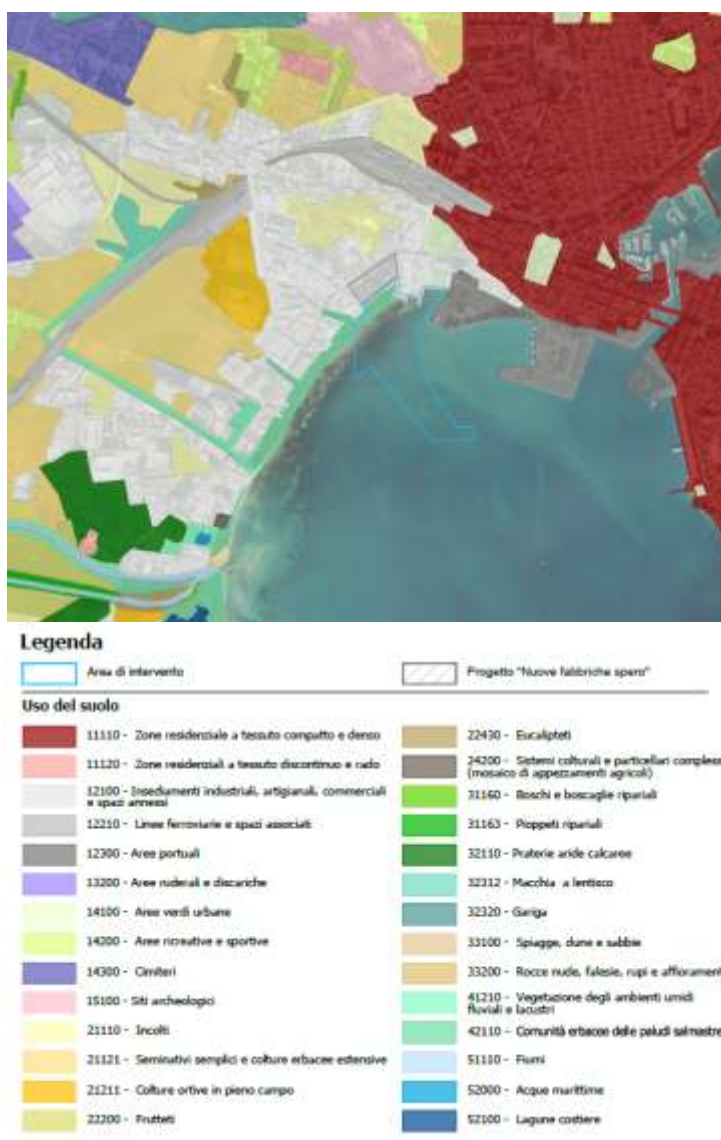 Legenda
Area di intervento
Progetto "Nuove fabbriche spero"
Uso del suolo
11110 - Zone residenziale a tessuto compatto e denso
11120 - Zone residenziali a tessuto discontinuo e rado
12100 - Insediamenti industriali, artigianali, commerciali
e spazi annessi
12210 - Linee ferroviarie e spazi associati
12300 - Aree portuali
13200 - Aree ruderali e discariche
14100 - Aree verdi urbane
14200 - Aree ricreative e sportive
14300 - Cimiteri
15100 - Siti archeologici
21110 - Incolti
21121 - Seminativi semplici e colture erbacee estensive
21211 - Colture ortive in pieno campo
22200 - Frutteti
22430 - Eucalipteti
24200 - Sistemi colturali e particellari complessi
(mosaico di appezzamenti agricoli)
31160 - Boschi e boscaglie ripariali
31163 - Pioppeti ripariali
32110 - Praterie aride calcaree
32312 - Macchia a lentisco
32320 - Gariga
33100 - Spiagge, dune e sabbie
33200 - Rocce nude, falesie, rupi e affioramenti
41210 - Vegetazione degli ambienti umidi
fluviali e lacustri
42110 - Comunità erbacee delle paludi salmastre
51110 - Fiumi
52000 - Acque marittime
52100 - Lagune costiere